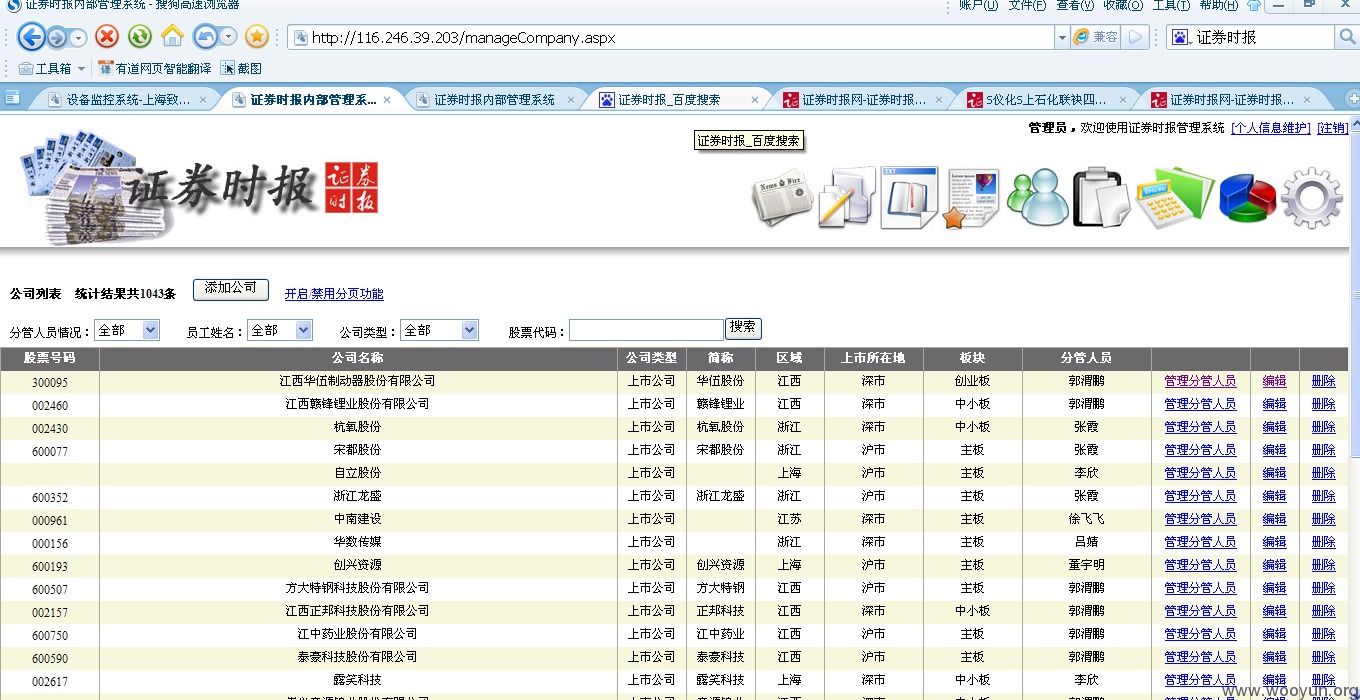 证券时报内部管理系统 - 搜狗高速浏览器 账户(U) 文件(F) 查看(V) 收藏(O) 工具(T) 帮助(H)
http://116.246.39.203/manageCompany.aspx 兼容 证券时报
工具箱 有道网页智能翻译 截图
设备监控系统-上海致... 证券时报内部管理系... 证券时报内部管理系统 证券时报_百度搜索 证券时报网-证券时报... S仪化S上石化联袂四... 证券时报网-证券时报...
管理员，欢迎使用证券时报管理系统 [个人信息维护] [注销]
证券时报_百度搜索
证券时报 证券时报
News
TXT
公司列表 统计结果共1043条 添加公司 开启/禁用分页功能
分管人员情况： 全部 员工姓名： 全部 公司类型： 全部 股票代码： 搜索
股票号码 公司名称 公司类型 简称 区域 上市所在地 板块 分管人员
300095 江西华伍制动器股份有限公司 上市公司 华伍股份 江西 深市 创业板 郭渭鹏 管理分管人员 编辑 删除
002460 江西赣锋锂业股份有限公司 上市公司 赣锋锂业 江西 深市 中小板 郭渭鹏 管理分管人员 编辑 删除
002430 杭氧股份 上市公司 杭氧股份 浙江 深市 中小板 张霞 管理分管人员 编辑 删除
600077 宋都股份 上市公司 宋都股份 浙江 沪市 主板 张霞 管理分管人员 编辑 删除
自立股份 上市公司 上海 沪市 主板 李欣 管理分管人员 编辑 删除
600352 浙江龙盛 上市公司 浙江龙盛 浙江 沪市 主板 张霞 管理分管人员 编辑 删除
000961 中南建设 上市公司 江苏 深市 主板 徐飞飞 管理分管人员 编辑 删除
000156 华数传媒 上市公司 浙江 深市 主板 吕婧 管理分管人员 编辑 删除
600193 创兴资源 上市公司 创兴资源 上海 沪市 主板 董宇明 管理分管人员 编辑 删除
600507 方大特钢科技股份有限公司 上市公司 方大特钢 江西 沪市 主板 郭渭鹏 管理分管人员 编辑 删除
002157 江西正邦科技股份有限公司 上市公司 正邦科技 江西 深市 中小板 郭渭鹏 管理分管人员 编辑 删除
600750 江中药业股份有限公司 上市公司 江中药业 江西 沪市 主板 郭渭鹏 管理分管人员 编辑 删除
600590 泰豪科技股份有限公司 上市公司 泰豪科技 江西 沪市 主板 郭渭鹏 管理分管人员 编辑 删除
002617 露笑科技 上市公司 露笑科技 上海 深市 中小板 李欣 管理分管人员 编辑 删除
www.wooyun.org